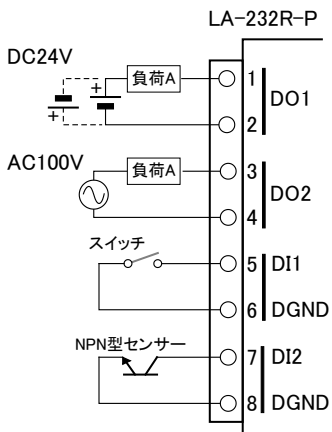 LA-232R-P
DC24V
負荷A
1
DO1
2
AC100V
負荷A
3
DO2
4
スイッチ
5
DI1
6
DGND
NPN型センサー
7
DI2
8
DGND
+
+